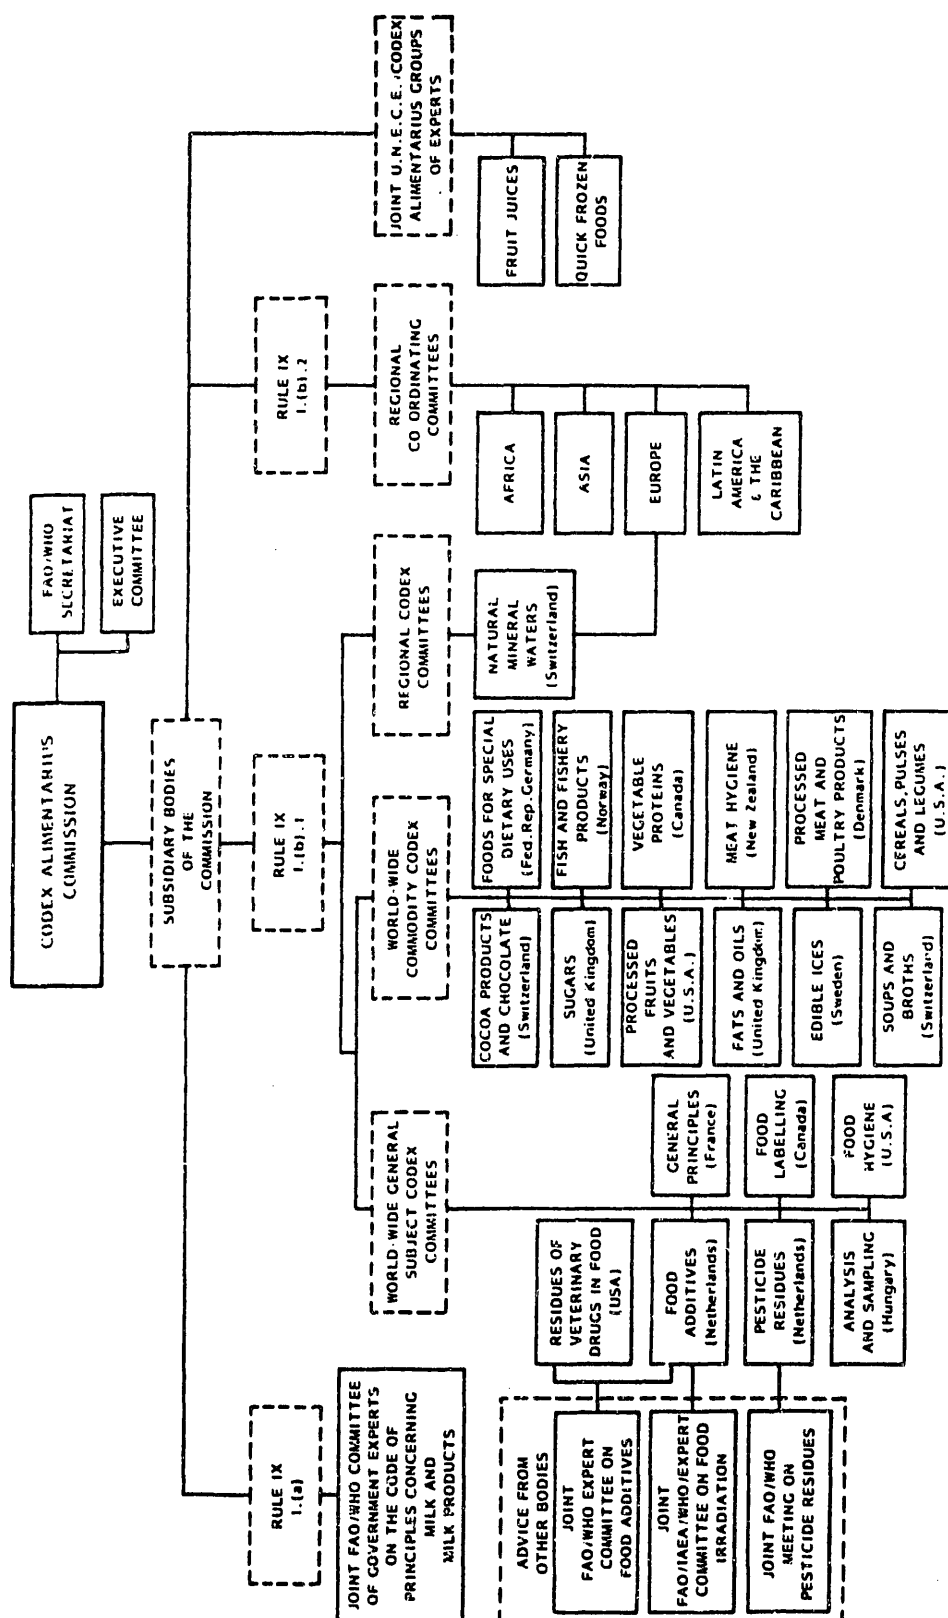 CODEX ALIMENTARIUS
COMMISSION
FAO/WHO
SECRETARIAT
EXECUTIVE
COMMITTEE
SUBSIDIARY BODIES
OF THE
COMMISSION
RULE IX
1.(a)
RULE IX
1.(b).1
RULE IX
1.(b).2
JOINT FAO/WHO COMMITTEE
OF GOVERNMENT EXPERTS
ON THE CODE OF
PRINCIPLES CONCERNING
MILK AND
MILK PRODUCTS
WORLD-WIDE GENERAL
SUBJECT CODEX
COMMITTEES
WORLD-WIDE
COMMODITY CODEX
COMMITTEES
REGIONAL CODEX
COMMITTEES
REGIONAL
CO ORDINATING
COMMITTEES
JOINT U.N.E.C.E./CODEX
ALIMENTARIUS GROUPS
OF EXPERTS
ADVICE FROM
OTHER BODIES
JOINT
FAO/WHO EXPERT
COMMITTEE ON
FOOD ADDITIVES
JOINT
FAO/IAEA/WHO/EXPERT
COMMITTEE ON FOOD
IRRADIATION
JOINT FAO/WHO
MEETING ON
PESTICIDE RESIDUES
RESIDUES OF
VETERINARY
DRUGS IN FOOD
(USA)
FOOD
ADDITIVES
(Netherlands)
PESTICIDE
RESIDUES
(Netherlands)
ANALYSIS
AND SAMPLING
(Hungary)
GENERAL
PRINCIPLES
(France)
FOOD
LABELLING
(Canada)
FOOD
HYGIENE
(U.S.A)
COCOA PRODUCTS
AND CHOCOLATE
(Switzerland)
SUGARS
(United Kingdom)
PROCESSED
FRUITS
AND VEGETABLES
(U.S.A.)
FATS AND OILS
(United Kingdom)
EDIBLE ICES
(Sweden)
SOUPS AND
BROTHS
(Switzerland)
FOODS FOR SPECIAL
DIETARY USES
(Fed.Rep.Germany)
FISH AND FISHERY
PRODUCTS
(Norway)
VEGETABLE
PROTEINS
(Canada)
MEAT HYGIENE
(New Zealand)
PROCESSED
MEAT AND
POULTRY PRODUCTS
(Denmark)
CEREALS,PULSES
AND LEGUMES
(U.S.A.)
NATURAL
MINERAL
WATERS
(Switzerland)
AFRICA
ASIA
EUROPE
LATIN
AMERICA
& THE
CARIBBEAN
FRUIT JUICES
QUICK FROZEN
FOODS